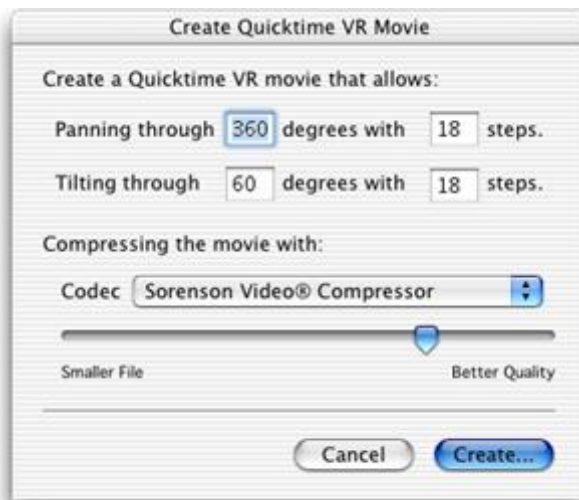 Create Quicktime VR Movie
Create a Quicktime VR movie that allows:
Panning through 360 degrees with 18 steps.
Tilting through 60 degrees with 18 steps.
Compressing the movie with:
Codec Sorenson Video® Compressor
Smaller File Better Quality
Cancel Create...